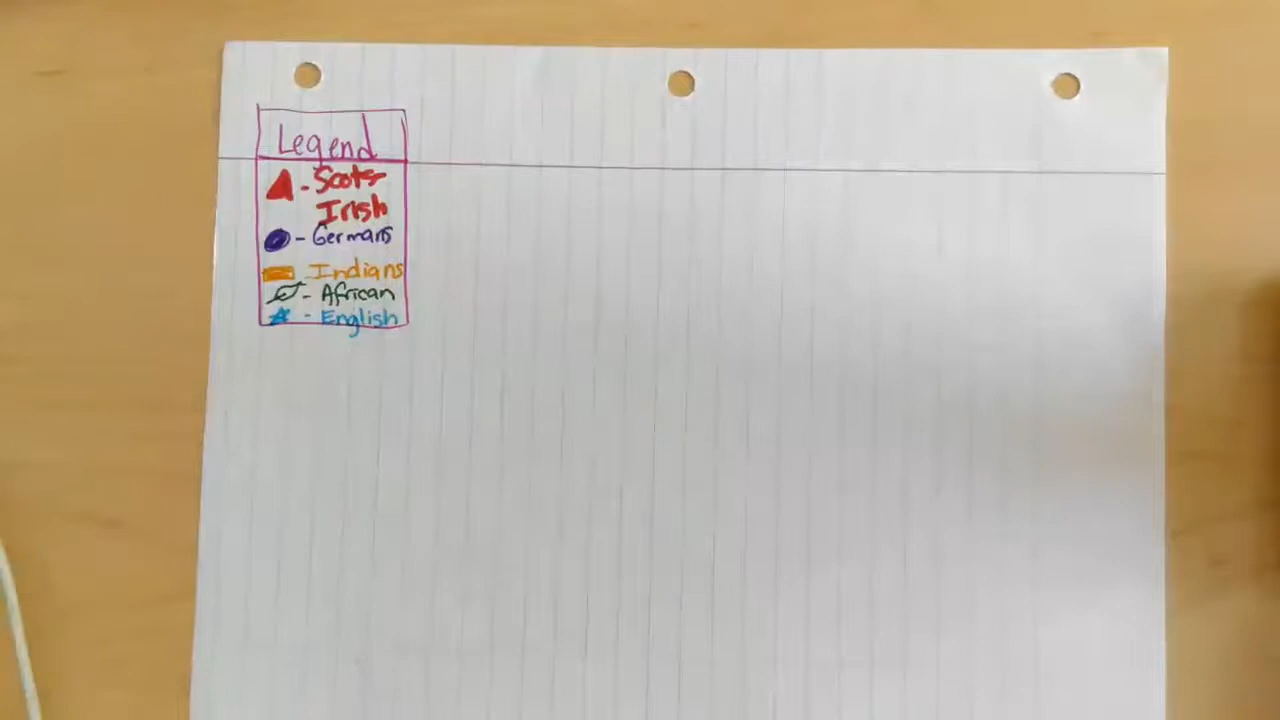 Legend
- Scots
Irish
- Germans
Indians
- African
- English